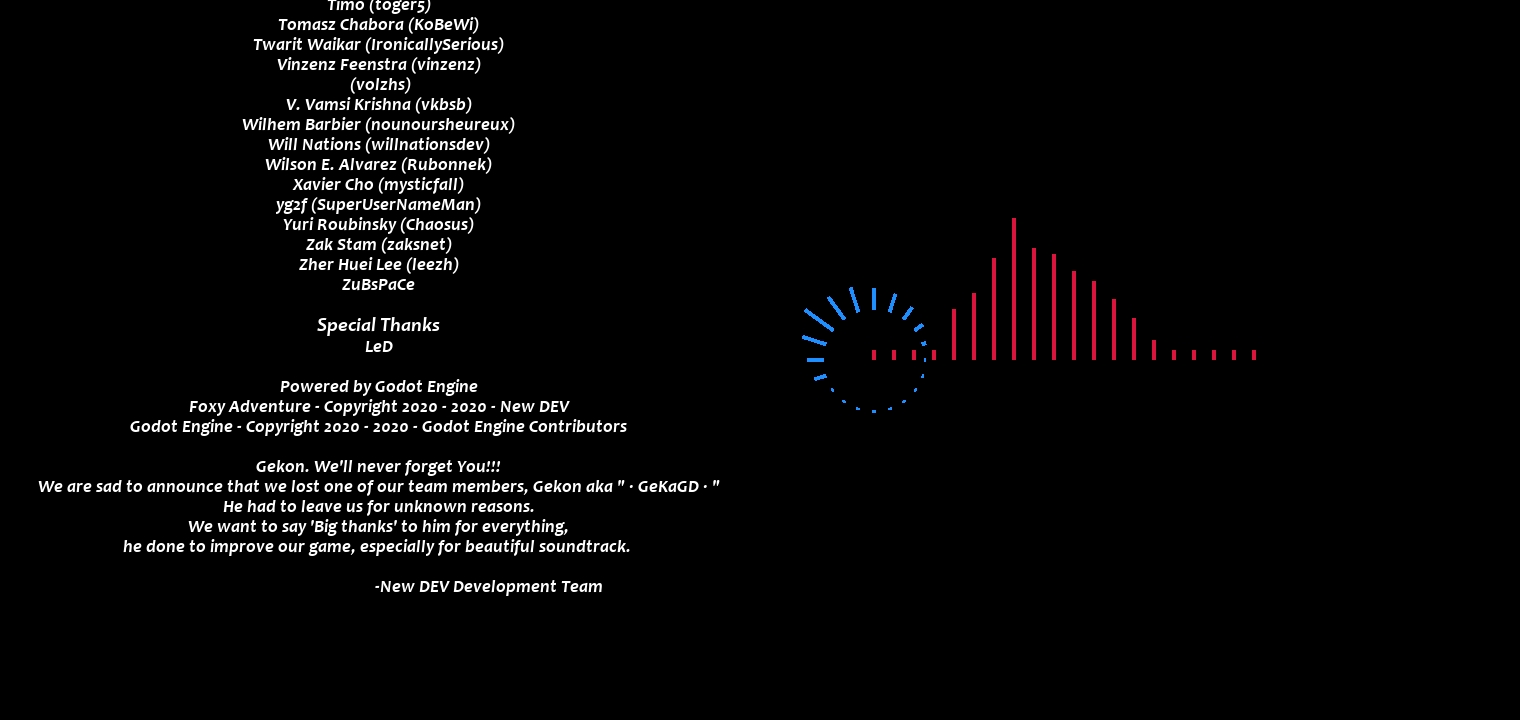 Timo (toger5)
Tomasz Chabora (KoBeWi)
Twarit Waikar (IronicallySerious)
Vinzenz Feenstra (vinzenz)
(volzhs)
V. Vamsi Krishna (vkbsb)
Wilhem Barbier (nounoursheureux)
Will Nations (willnationsdev)
Wilson E. Alvarez (Rubonnek)
Xavier Cho (mysticfall)
yg2f (SuperUserNameMan)
Yuri Roubinsky (Chaosus)
Zak Stam (zaksnet)
Zher Huei Lee (leezh)
ZuBsPaCe
Special Thanks
LeD
Powered by Godot Engine
Foxy Adventure - Copyright 2020 - 2020 - New DEV
Godot Engine - Copyright 2020 - 2020 - Godot Engine Contributors
Gekon. We'll never forget You!!!
We are sad to announce that we lost one of our team members, Gekon aka " · GeKaGD · "
He had to leave us for unknown reasons.
We want to say 'Big thanks' to him for everything,
he done to improve our game, especially for beautiful soundtrack.
-New DEV Development Team